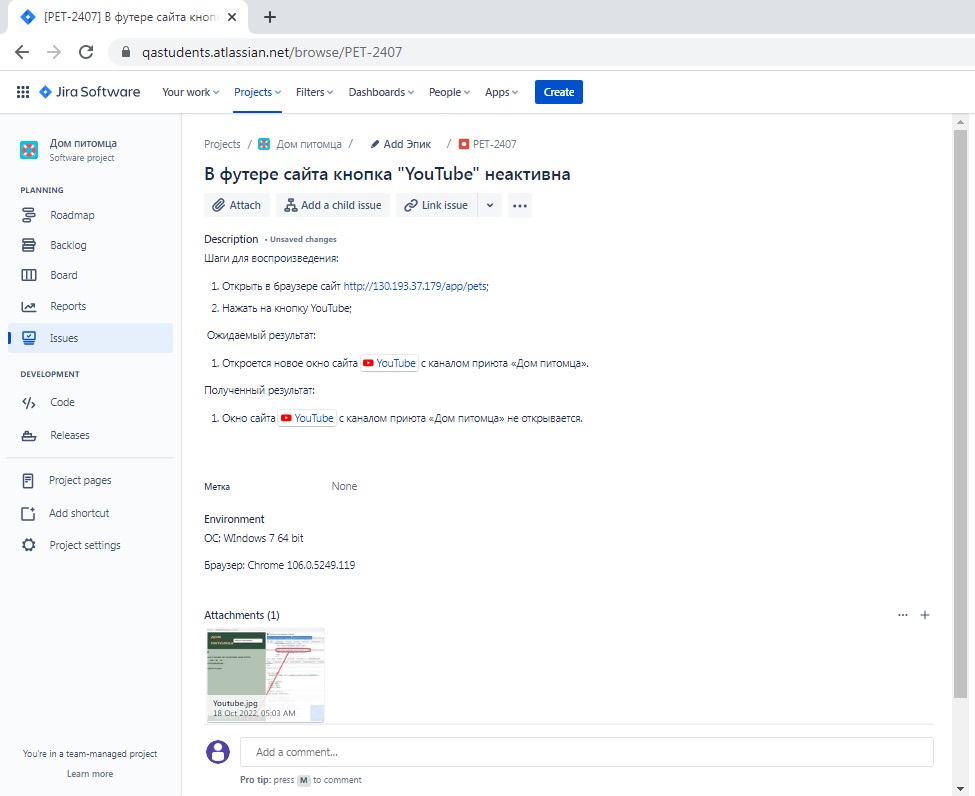 [PET-2407] В футере сайта кноп
qastudents.atlassian.net/browse/PET-2407
Jira Software Your work Projects Filters Dashboards People Apps Create
Дом питомца
Software project
PLANNING
Roadmap
Backlog
Board
Reports
Issues
DEVELOPMENT
Code
Releases
Project pages
Add shortcut
Project settings
You're in a team-managed project
Learn more
Projects / Дом питомца / Add Эпик / PET-2407
В футере сайта кнопка "YouTube" неактивна
Attach Add a child issue Link issue
Description • Unsaved changes
Шаги для воспроизведения:
1. Открыть в браузере сайт http://130.193.37.179/app/pets;
2. Нажать на кнопку YouTube;
Ожидаемый результат:
1. Откроется новое окно сайта YouTube с каналом приюта «Дом питомца».
Полученный результат:
1. Окно сайта YouTube с каналом приюта «Дом питомца» не открывается.
Метка None
Environment
ОС: WIndows 7 64 bit
Браузер: Chrome 106.0.5249.119
Attachments (1)
ДОМ
ПИТОМЦА
Youtube.jpg
18 Oct 2022, 05:03 AM
Add a comment...
Pro tip: press M to comment